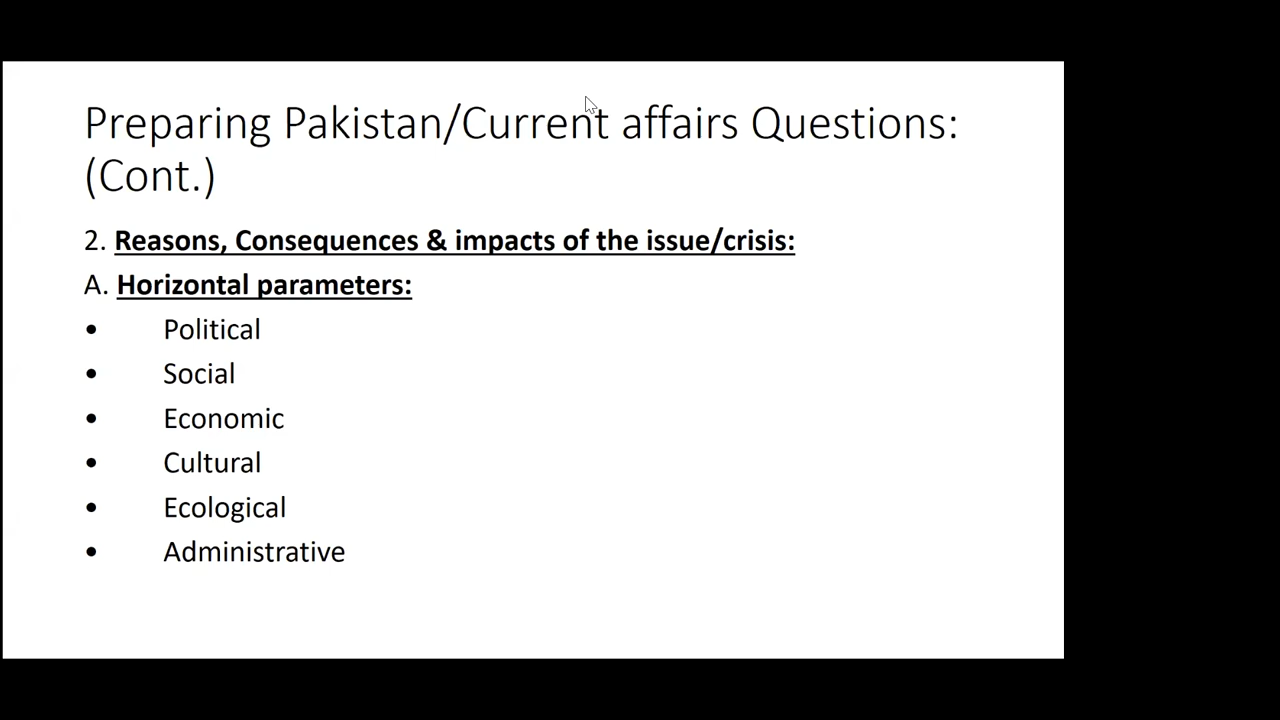 Preparing Pakistan/Current affairs Questions:
(Cont.)
2. Reasons, Consequences & impacts of the issue/crisis:
A. Horizontal parameters:
• Political
• Social
• Economic
• Cultural
• Ecological
• Administrative